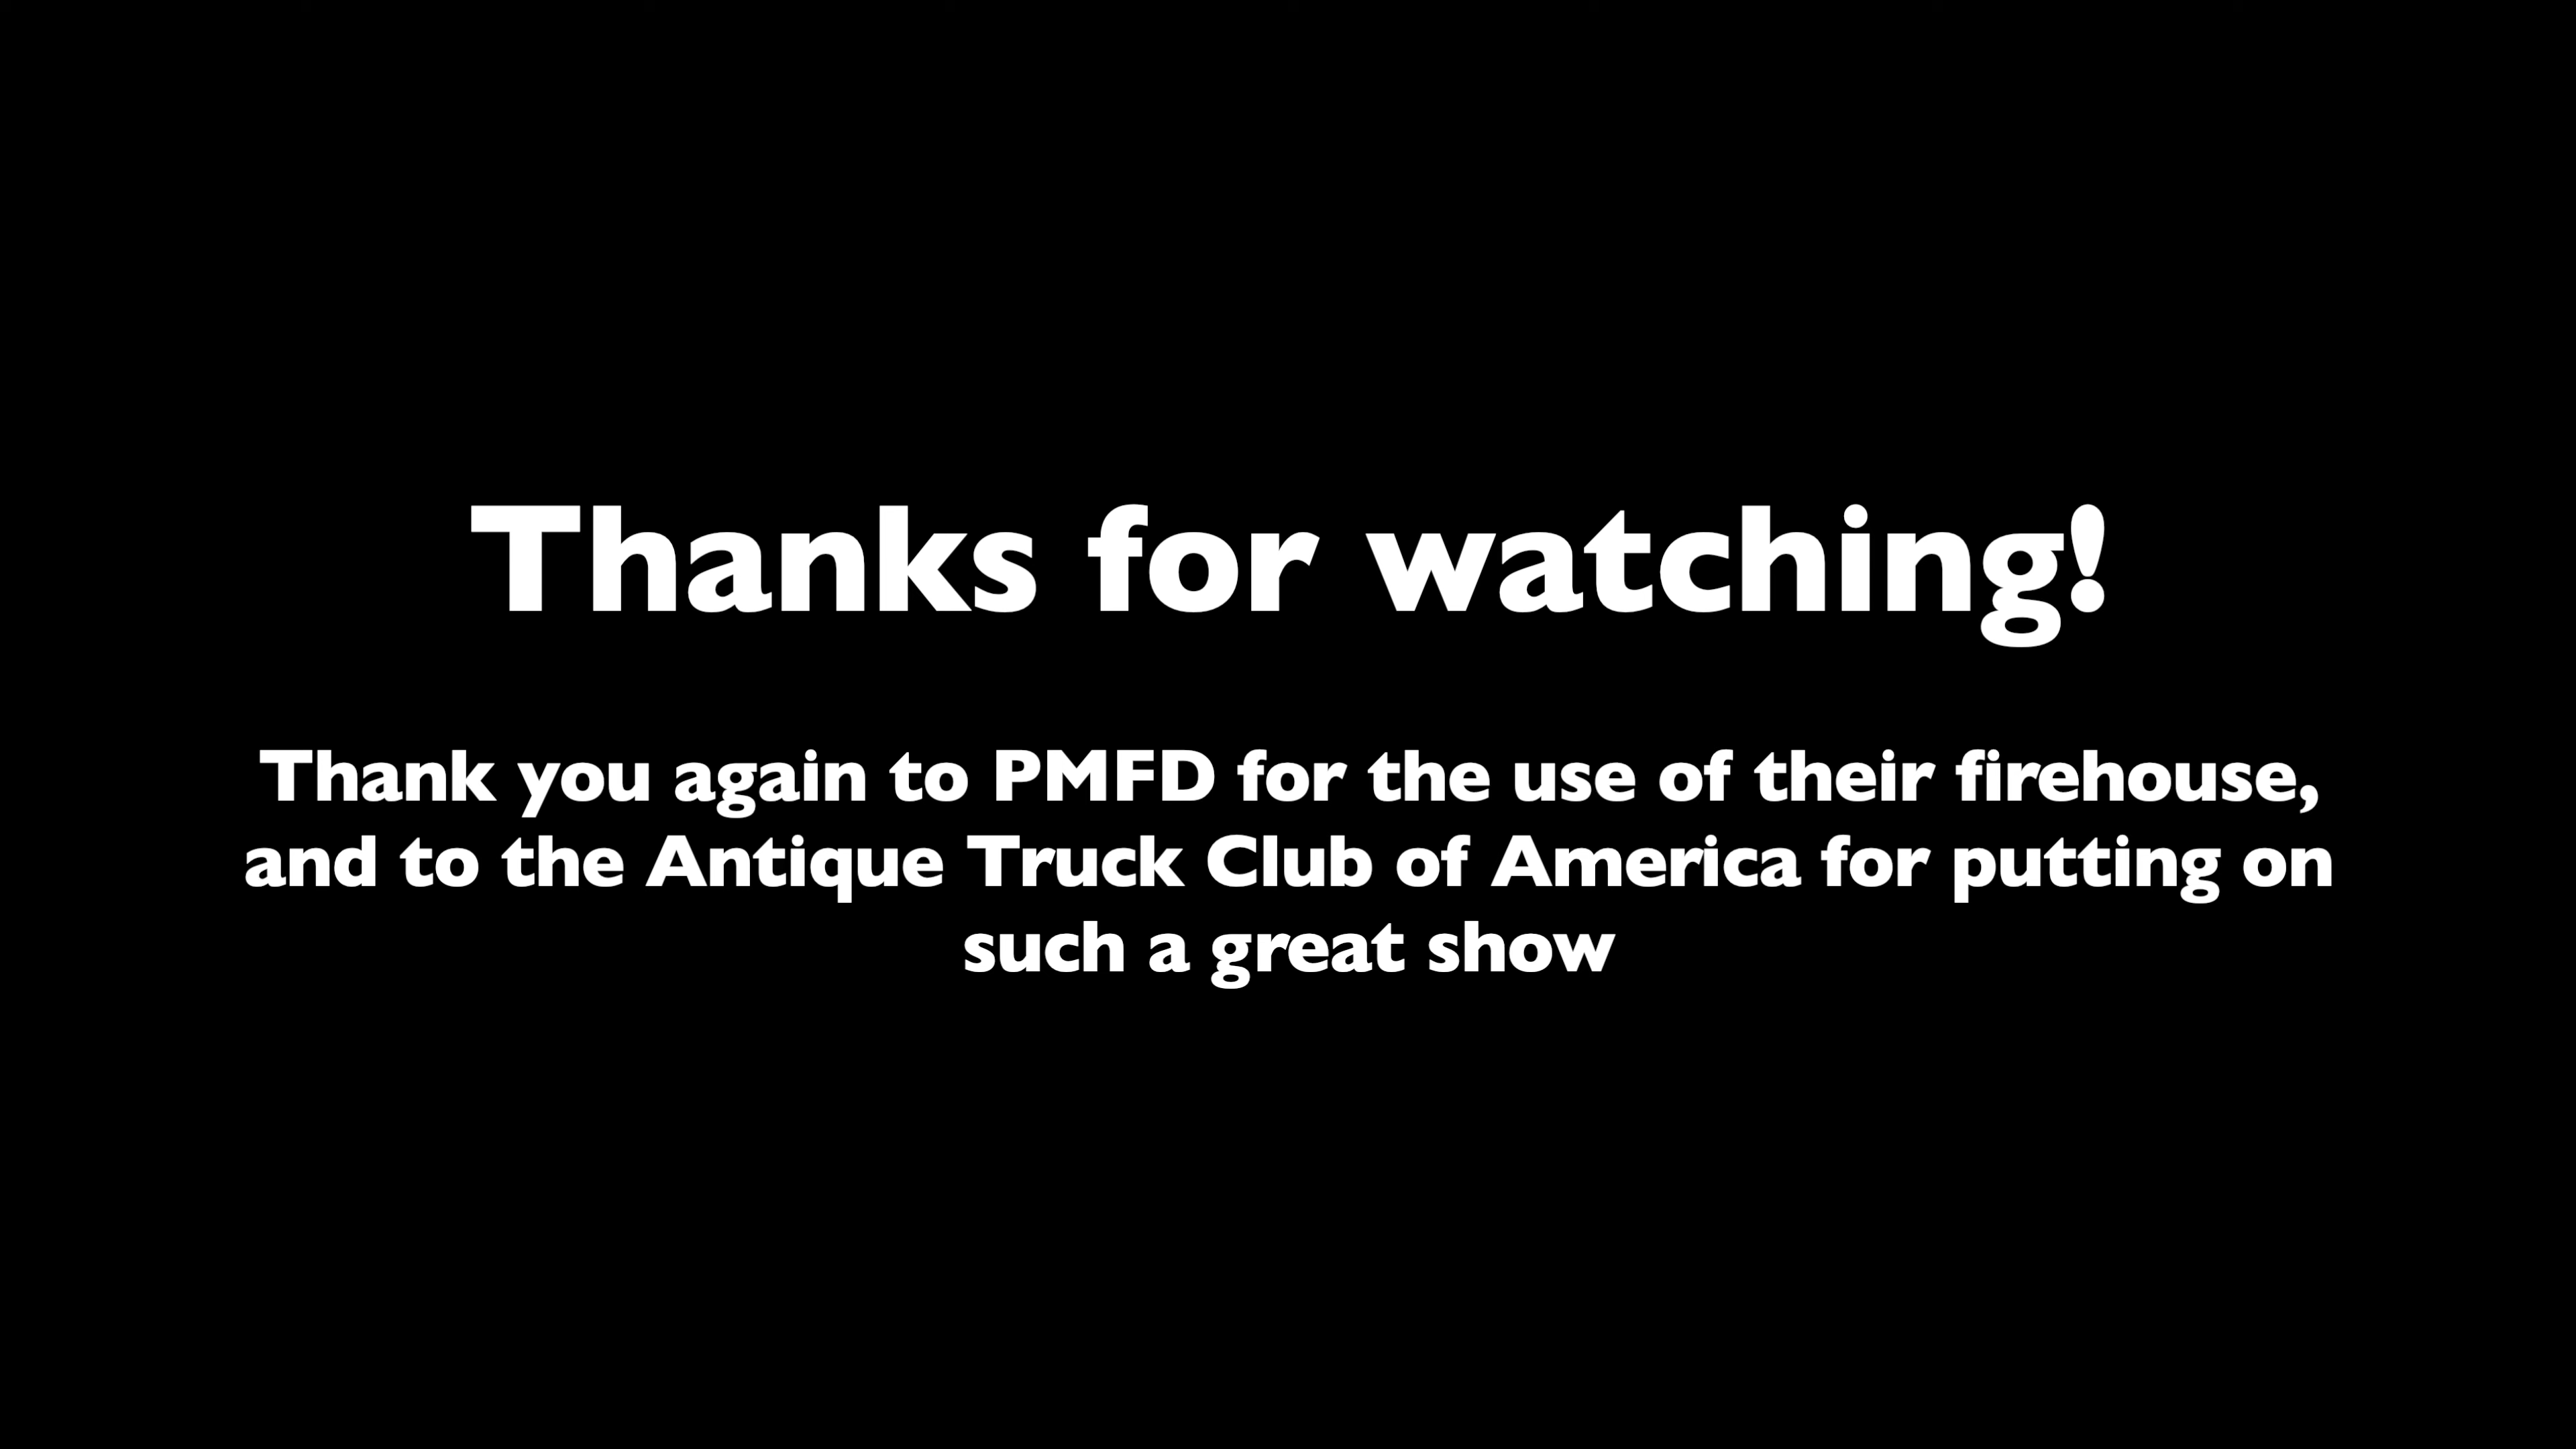 Thanks for watching!
Thank you again to PMFD for the use of their firehouse,
and to the Antique Truck Club of America for putting on
such a great show